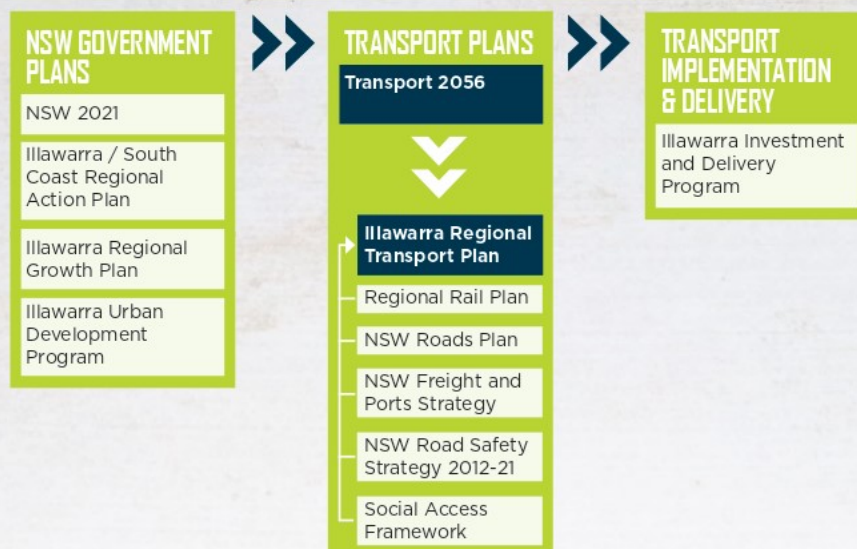 NSW GOVERNMENT
PLANS
NSW 2021
Illawarra / South
Coast Regional
Action Plan
Illawarra Regional
Growth Plan
Illawarra Urban
Development
Program
TRANSPORT PLANS
Transport 2056
Illawarra Regional
Transport Plan
Regional Rail Plan
NSW Roads Plan
NSW Freight and
Ports Strategy
NSW Road Safety
Strategy 2012-21
Social Access
Framework
TRANSPORT
IMPLEMENTATION
& DELIVERY
Illawarra Investment
and Delivery
Program